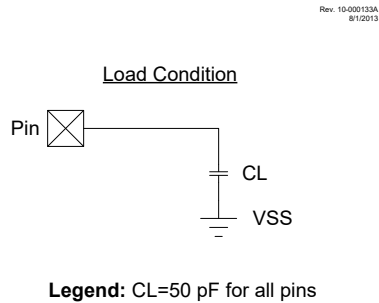 Rev. 10-000133A
8/1/2013
Load Condition
Pin
CL
VSS
Legend: CL=50 pF for all pins